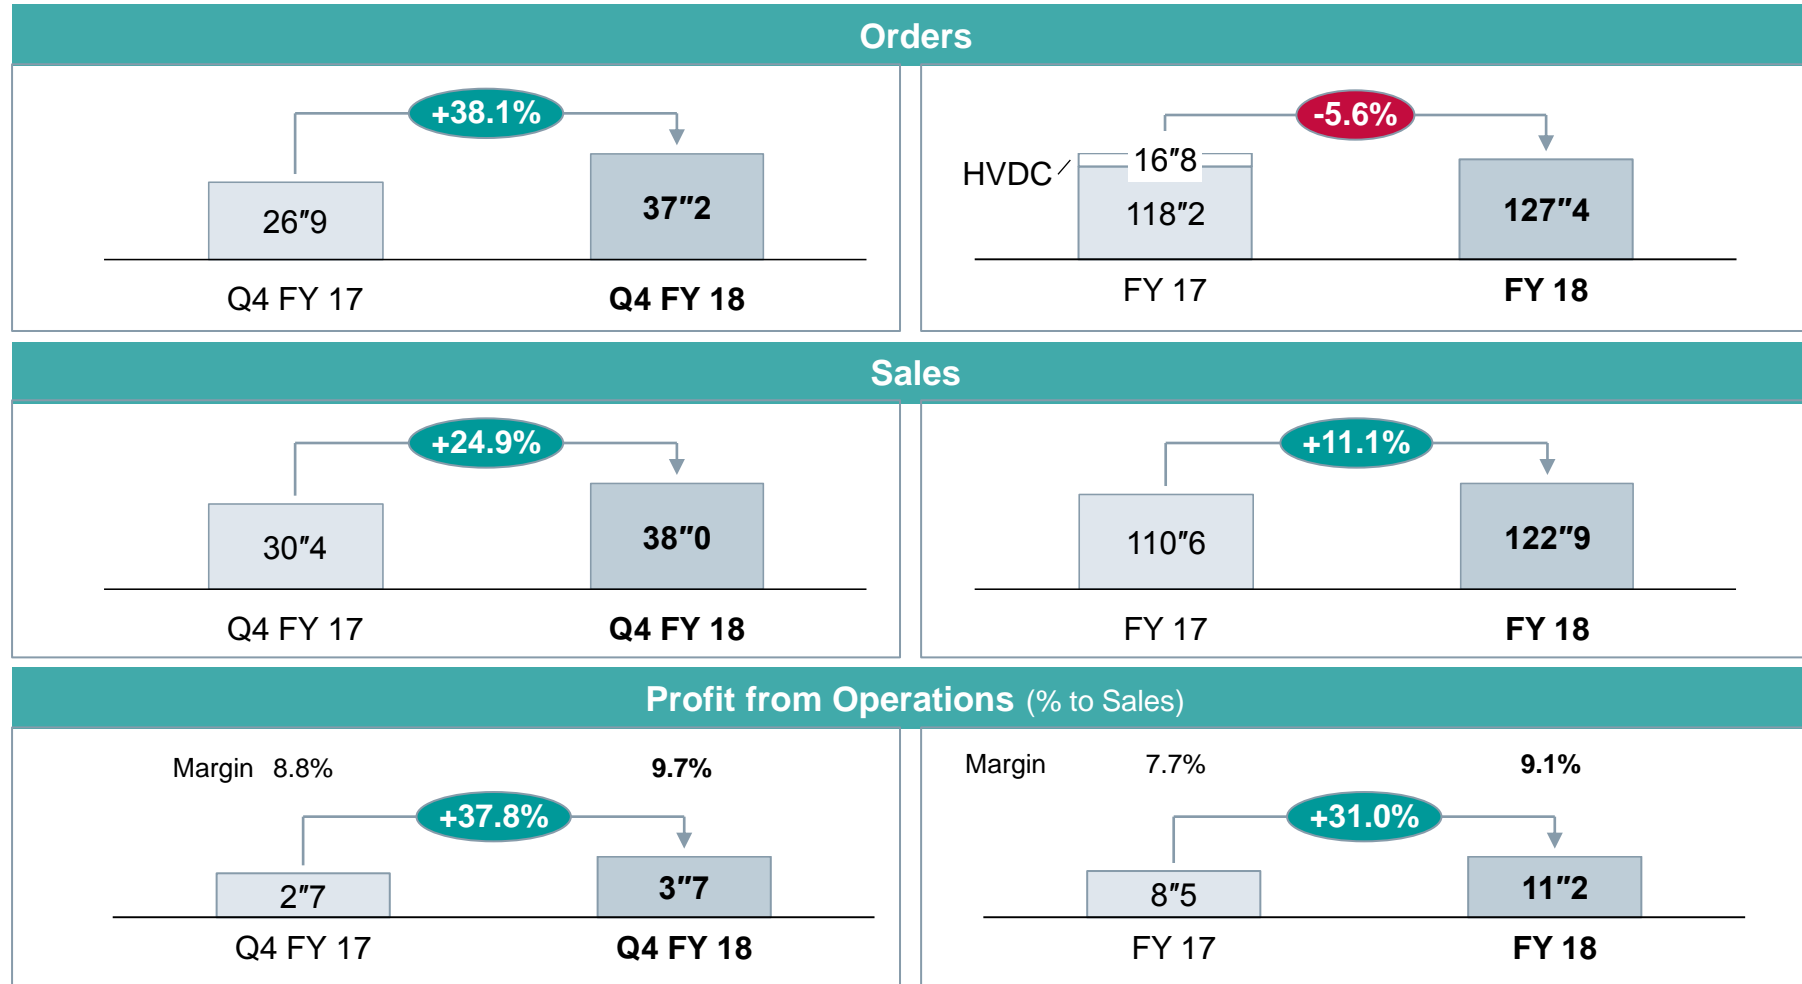 Orders
+38.1%
26″9
37″2
Q4 FY 17
Q4 FY 18
-5.6%
HVDC
16″8
118″2
127″4
FY 17
FY 18
Sales
+24.9%
30″4
38″0
Q4 FY 17
Q4 FY 18
+11.1%
110″6
122″9
FY 17
FY 18
Profit from Operations (% to Sales)
Margin 8.8% 9.7%
+37.8%
2″7
3″7
Q4 FY 17
Q4 FY 18
Margin 7.7% 9.1%
+31.0%
8″5
11″2
FY 17
FY 18